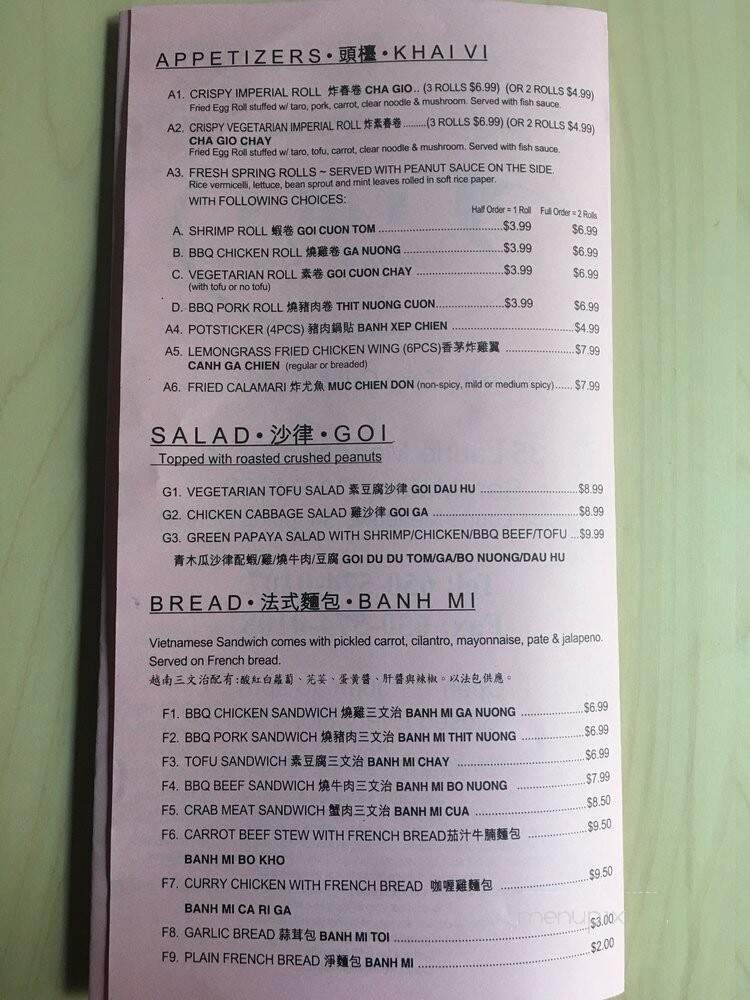 APPETIZERS • 頭檯 • KHAI VI
A1. CRISPY IMPERIAL ROLL 炸春卷 CHA GIO.. (3 ROLLS $6.99) (OR 2 ROLLS $4.99)
Fried Egg Roll stuffed w/ taro, pork, carrot, clear noodle & mushroom. Served with fish sauce.
A2. CRISPY VEGETARIAN IMPERIAL ROLL 炸素春卷.........(3 ROLLS $6.99) (OR 2 ROLLS $4.99)
CHA GIO CHAY
Fried Egg Roll stuffed w/ taro, tofu, carrot, clear noodle & mushroom. Served with fish sauce.
A3. FRESH SPRING ROLLS ~ SERVED WITH PEANUT SAUCE ON THE SIDE.
Rice vermicelli, lettuce, bean sprout and mint leaves rolled in soft rice paper.
WITH FOLLOWING CHOICES:
Half Order = 1 Roll Full Order = 2 Rolls
A. SHRIMP ROLL 蝦卷 GOI CUON TOM ....................................$3.99 $6.99
B. BBQ CHICKEN ROLL 燒雞卷 GA NUONG ..............................$3.99 $6.99
C. VEGETARIAN ROLL 素卷 GOI CUON CHAY .........................$3.99 $6.99
(with tofu or no tofu)
D. BBQ PORK ROLL 燒豬肉卷 THIT NUONG CUON....................$3.99 $6.99
A4. POTSTICKER (4PCS) 豬肉鍋貼 BANH XEP CHIEN ...................................$4.99
A5. LEMONGRASS FRIED CHICKEN WING (6PCS)香茅炸雞翼 ....................$7.99
CANH GA CHIEN (regular or breaded)
A6. FRIED CALAMARI 炸尤魚 MUC CHIEN DON (non-spicy, mild or medium spicy)...... $7.99
SALAD • 沙律 • GOI
Topped with roasted crushed peanuts
G1. VEGETARIAN TOFU SALAD 素豆腐沙律 GOI DAU HU ............................$8.99
G2. CHICKEN CABBAGE SALAD 雞沙律 GOI GA ..........................................$8.99
G3. GREEN PAPAYA SALAD WITH SHRIMP/CHICKEN/BBQ BEEF/TOFU ...$9.99
青木瓜沙律配蝦/雞/燒牛肉/豆腐 GOI DU DU TOM/GA/BO NUONG/DAU HU
BREAD • 法式麵包 • BANH MI
Vietnamese Sandwich comes with pickled carrot, cilantro, mayonnaise, pate & jalapeno.
Served on French bread.
越南三文治配有:酸紅白蘿蔔、芫荽、蛋黃醬、肝醬與辣椒。以法包供應。
F1. BBQ CHICKEN SANDWICH 燒雞三文治 BANH MI GA NUONG ..................$6.99
F2. BBQ PORK SANDWICH 燒豬肉三文治 BANH MI THIT NUONG ..................$6.99
F3. TOFU SANDWICH 素豆腐三文治 BANH MI CHAY ......................................$6.99
F4. BBQ BEEF SANDWICH 燒牛肉三文治 BANH MI BO NUONG ....................$7.99
F5. CRAB MEAT SANDWICH 蟹肉三文治 BANH MI CUA ................................$8.50
F6. CARROT BEEF STEW WITH FRENCH BREAD茄汁牛腩麵包 .................$9.50
BANH MI BO KHO
F7. CURRY CHICKEN WITH FRENCH BREAD 咖喱雞麵包 ..........................$9.50
BANH MI CA RI GA
F8. GARLIC BREAD 蒜茸包 BANH MI TOI ...................................................$3.00
F9. PLAIN FRENCH BREAD 淨麵包 BANH MI ..............................................$2.00